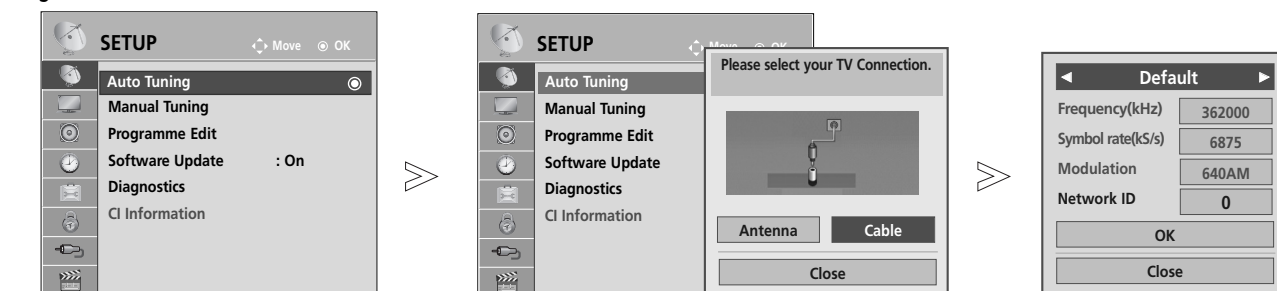 SETUP
Move OK
Auto Tuning
Manual Tuning
Programme Edit
Software Update : On
Diagnostics
CI Information
SETUP
Move OK
Auto Tuning
Manual Tuning
Programme Edit
Software Update
Diagnostics
CI Information
Please select your TV Connection.
Antenna Cable
Close
Default
Frequency(kHz) 362000
Symbol rate(kS/s) 6875
Modulation 640AM
Network ID 0
OK
Close